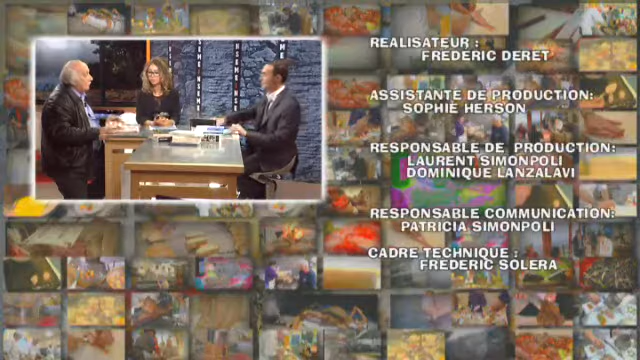 REALISATEUR :
FREDERIC DERET
ASSISTANTE DE PRODUCTION:
SOPHIE HERSON
RESPONSABLE DE PRODUCTION:
LAURENT SIMONPOLI
DOMINIQUE LANZALAVI
RESPONSABLE COMMUNICATION:
PATRICIA SIMONPOLI
CADRE TECHNIQUE :
FREDERIC SOLERA